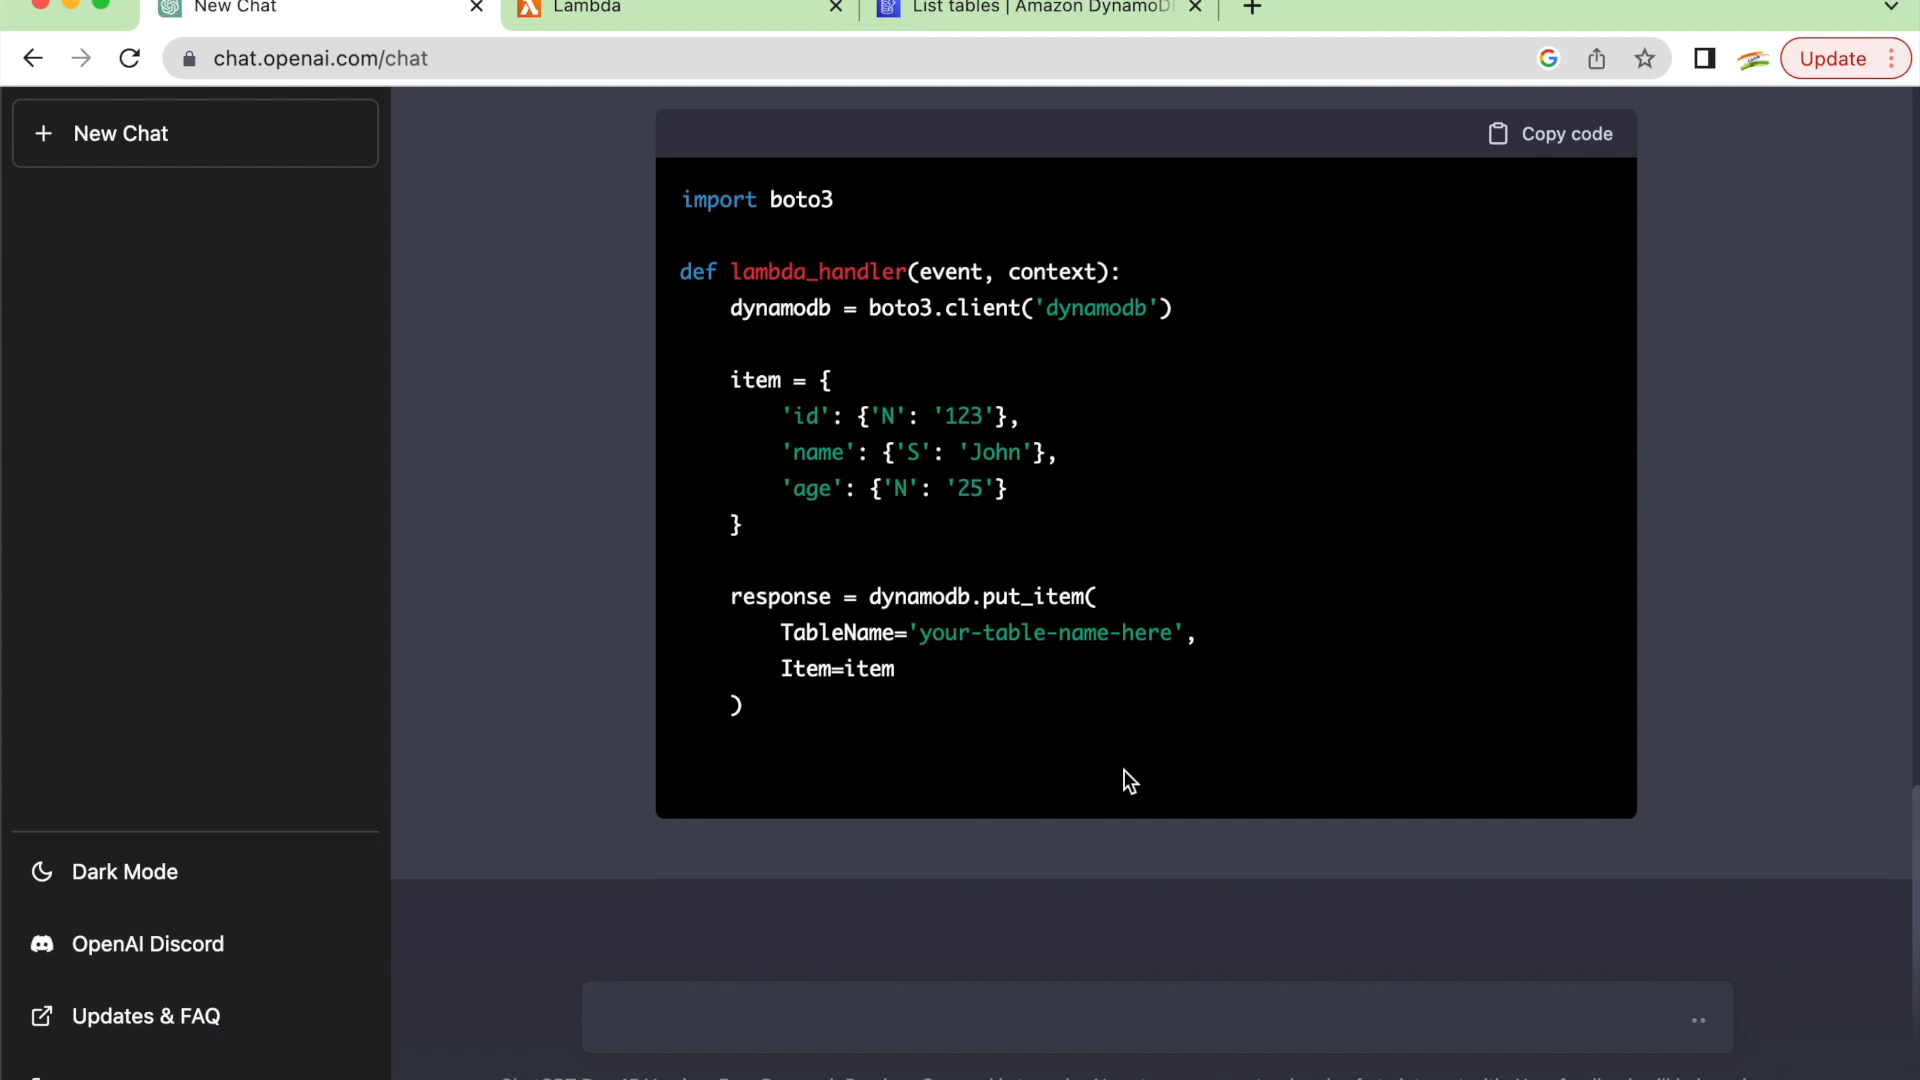 New Chat
Lambda
List tables | Amazon DynamoD
chat.openai.com/chat
Update
New Chat
Copy code
import boto3
def lambda_handler(event, context):
dynamodb = boto3.client('dynamodb')
item = {
'id': {'N': '123'},
'name': {'S': 'John'},
'age': {'N': '25'}
}
response = dynamodb.put_item(
TableName='your-table-name-here',
Item=item
)
Dark Mode
OpenAI Discord
Updates & FAQ